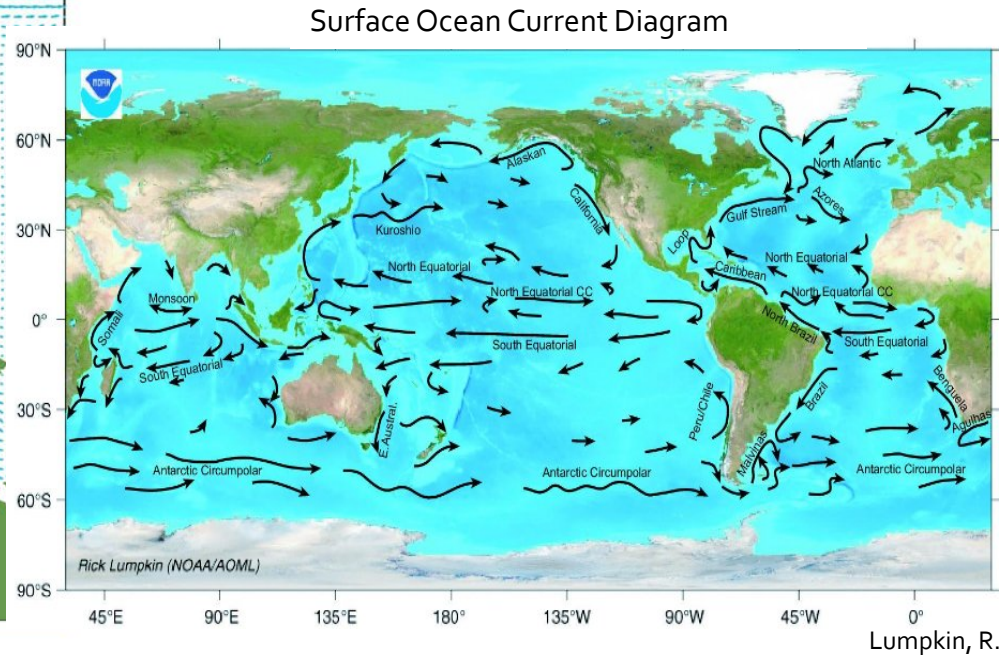 Surface Ocean Current Diagram
90°N
NOAA
60°N
Alaskan
North Atlantic
California
Azores
Gulf Stream
30°N
Kuroshio
Loop
North Equatorial
North Equatorial
Caribbean
Monsoon
North Equatorial CC
North Equatorial CC
0°
Somali
North Brazil
South Equatorial
South Equatorial
South Equatorial
Benguela
30°S
Peru/Chile
Brazil
E.Austral.
Agulhas
Malvinas
Antarctic Circumpolar
Antarctic Circumpolar
Antarctic Circumpolar
60°S
Rick Lumpkin (NOAA/AOML)
90°S
45°E 90°E 135°E 180° 135°W 90°W 45°W 0°
Lumpkin, R.